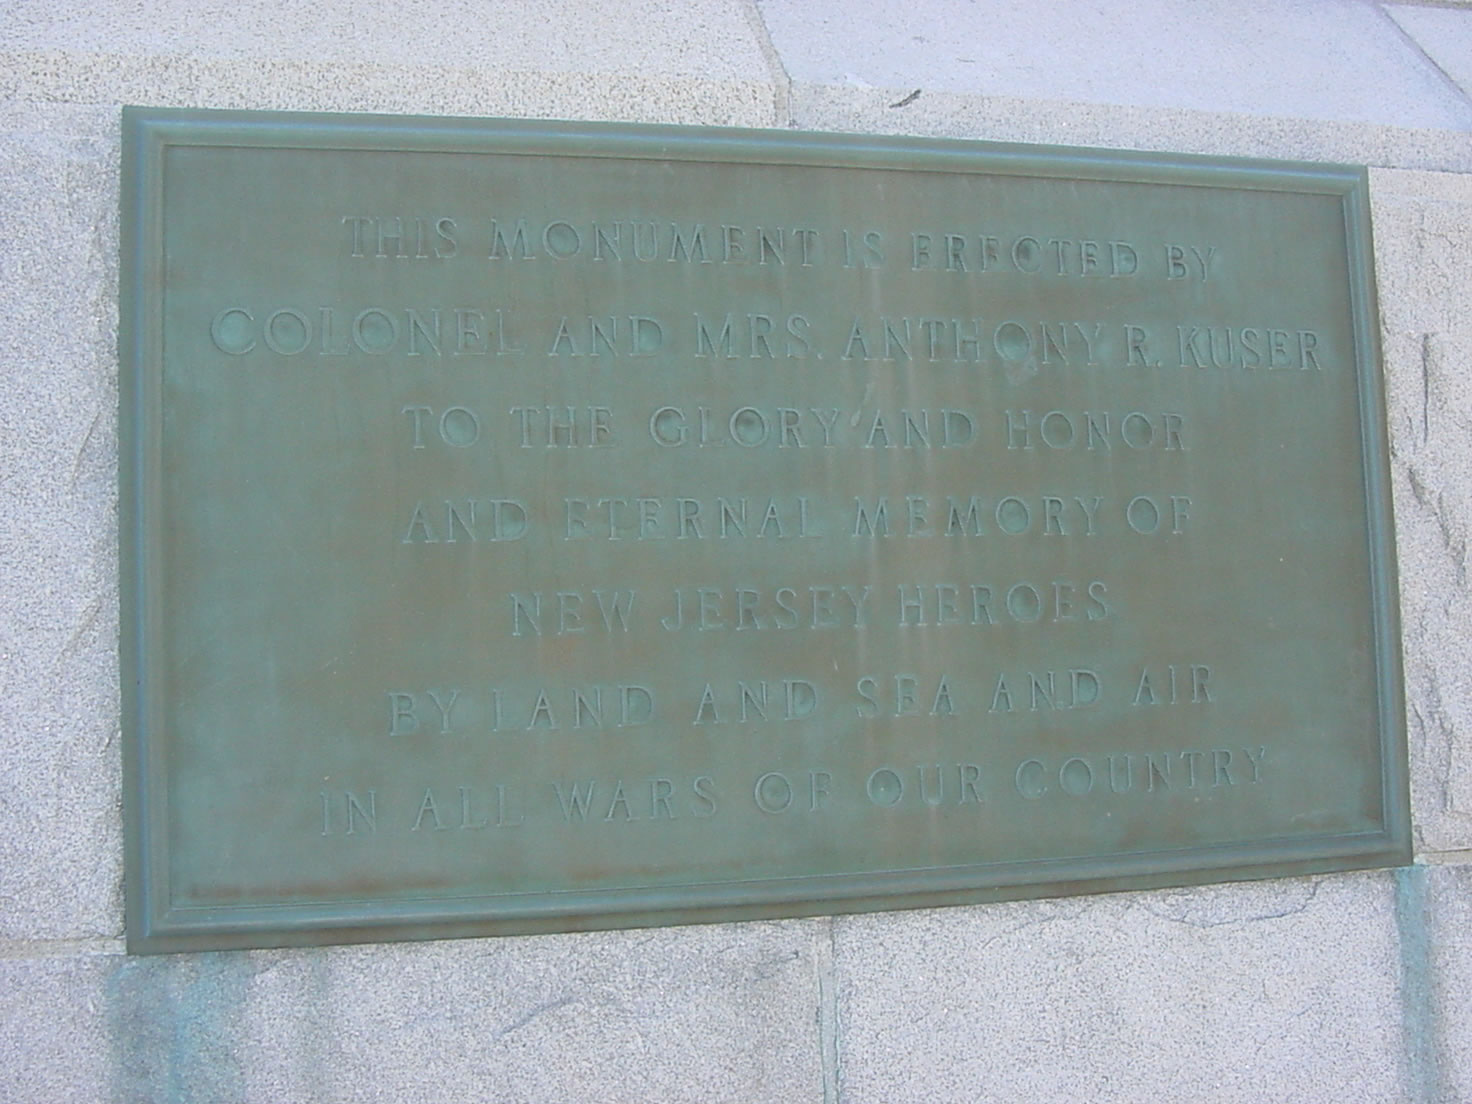 THIS MONUMENT IS ERECTED BY
COLONEL AND MRS. ANTHONY R. KUSER
TO THE GLORY AND HONOR
AND ETERNAL MEMORY OF
NEW JERSEY HEROES
BY LAND AND SEA AND AIR
IN ALL WARS OF OUR COUNTRY